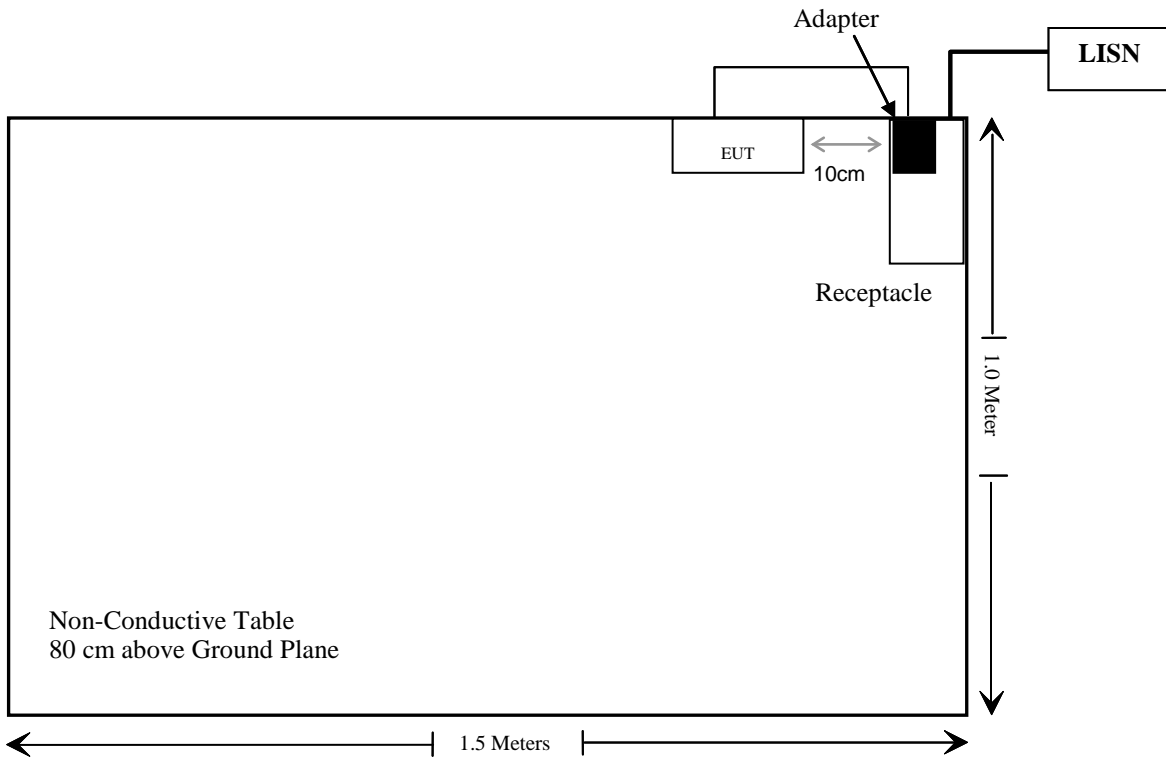 Adapter
LISN
EUT
10cm
Receptacle
1.0 Meter
Non-Conductive Table
80 cm above Ground Plane
1.5 Meters